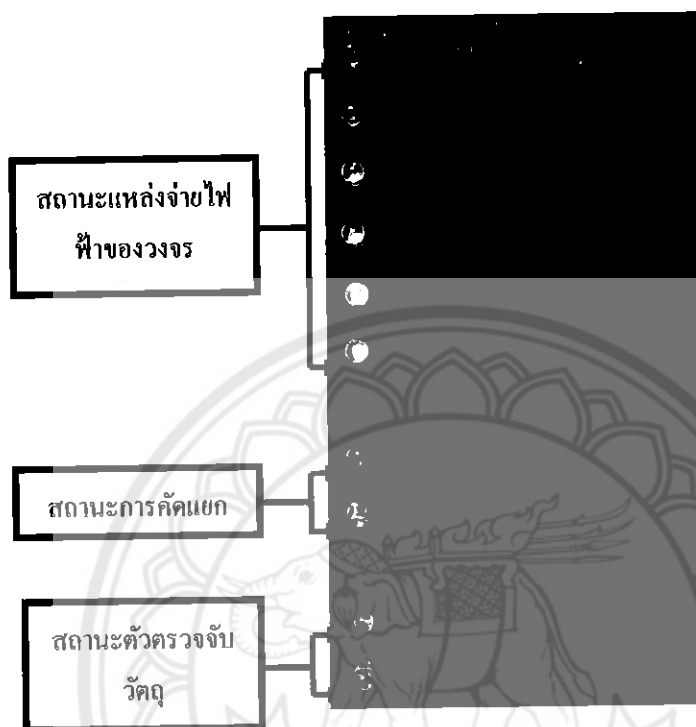 สถานะแหล่งจ่ายไฟ
ฟ้าของวงจร
สถานะการคัดแยก
สถานะตัวตรวจจับ
วัตถุ